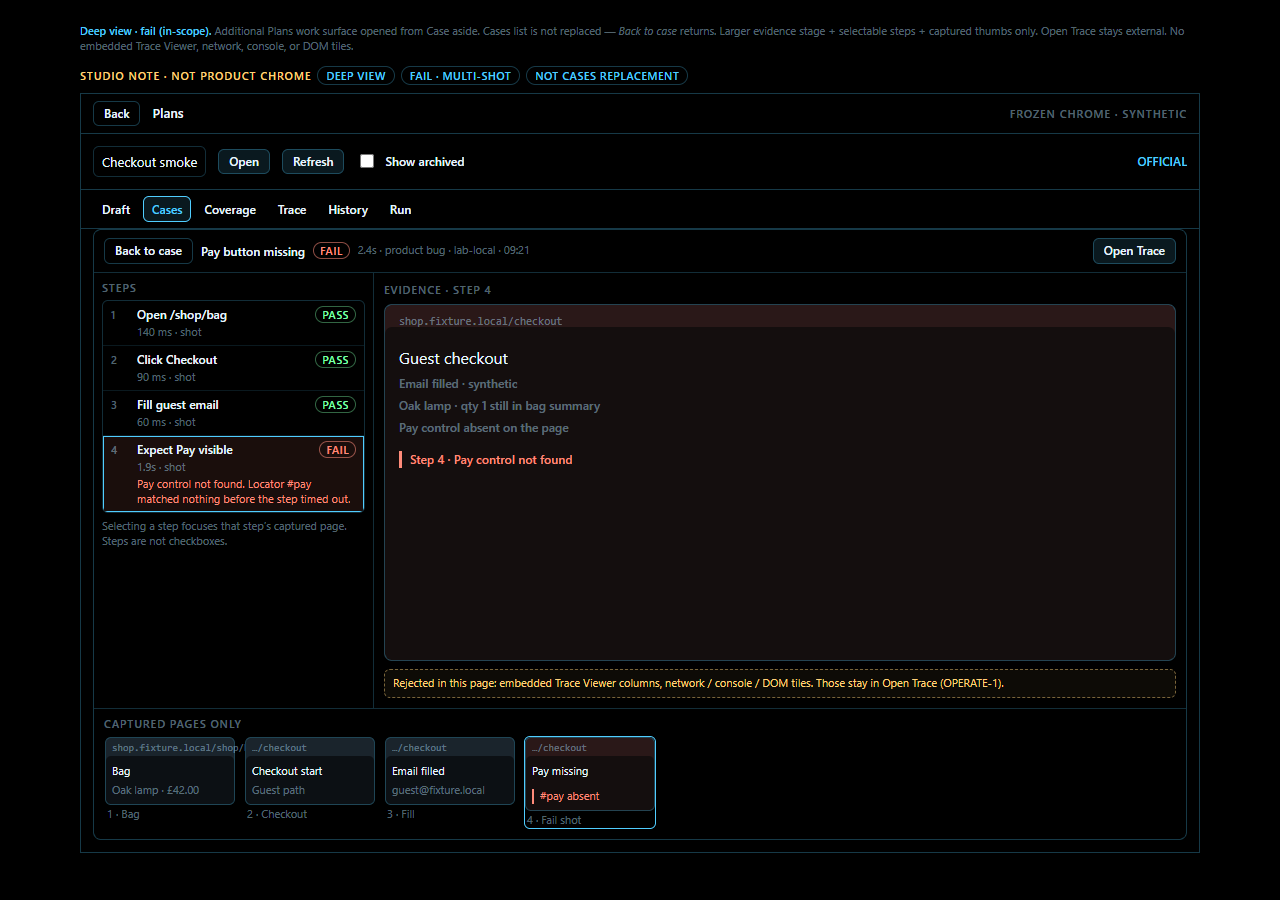 Deep view · fail (in-scope). Additional Plans work surface opened from Case aside. Cases list is not replaced — Back to case returns. Larger evidence stage + selectable steps + captured thumbs only. Open Trace stays external. No
embedded Trace Viewer, network, console, or DOM tiles.
STUDIO NOTE · NOT PRODUCT CHROME DEEP VIEW FAIL · MULTI-SHOT NOT CASES REPLACEMENT
Back Plans FROZEN CHROME · SYNTHETIC
Checkout smoke Open Refresh Show archived OFFICIAL
Draft Cases Coverage Trace History Run
Back to case Pay button missing FAIL 2.4s · product bug · lab-local · 09:21 Open Trace
STEPS
1 Open /shop/bag PASS
140 ms · shot
2 Click Checkout PASS
90 ms · shot
3 Fill guest email PASS
60 ms · shot
4 Expect Pay visible FAIL
1.9s · shot
Pay control not found. Locator #pay
matched nothing before the step timed out.
Selecting a step focuses that step's captured page.
Steps are not checkboxes.
EVIDENCE · STEP 4
shop.fixture.local/checkout
Guest checkout
Email filled · synthetic
Oak lamp · qty 1 still in bag summary
Pay control absent on the page
Step 4 · Pay control not found
Rejected in this page: embedded Trace Viewer columns, network / console / DOM tiles. Those stay in Open Trace (OPERATE-1).
CAPTURED PAGES ONLY
shop.fixture.local/shop/
Bag
Oak lamp · £42.00
1 · Bag
…/checkout
Checkout start
Guest path
2 · Checkout
…/checkout
Email filled
guest@fixture.local
3 · Fill
…/checkout
Pay missing
#pay absent
4 · Fail shot